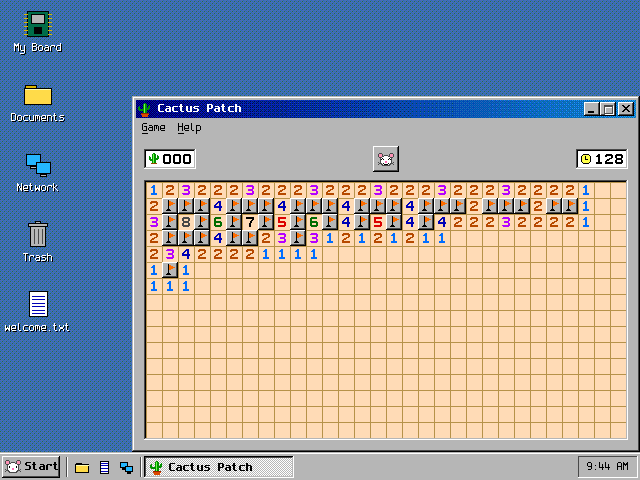 My Board
Documents
Network
Trash
welcome.txt
Cactus Patch
Game Help
000
128
1 2 3 2 2 2 3 2 2 2 3 2 2 2 3 2 2 2 3 2 2 2 3 2 2 2 2 1
2 4 4 4 4 2 2 1
3 8 6 7 5 6 4 5 4 4 2 2 2 3 2 2 2 2 1
2 4 2 3 3 1 2 1 2 1 2 1 1
2 3 4 2 2 2 2 1 1 1 1
1 1
1 1 1
Start
Cactus Patch
9:44 AM